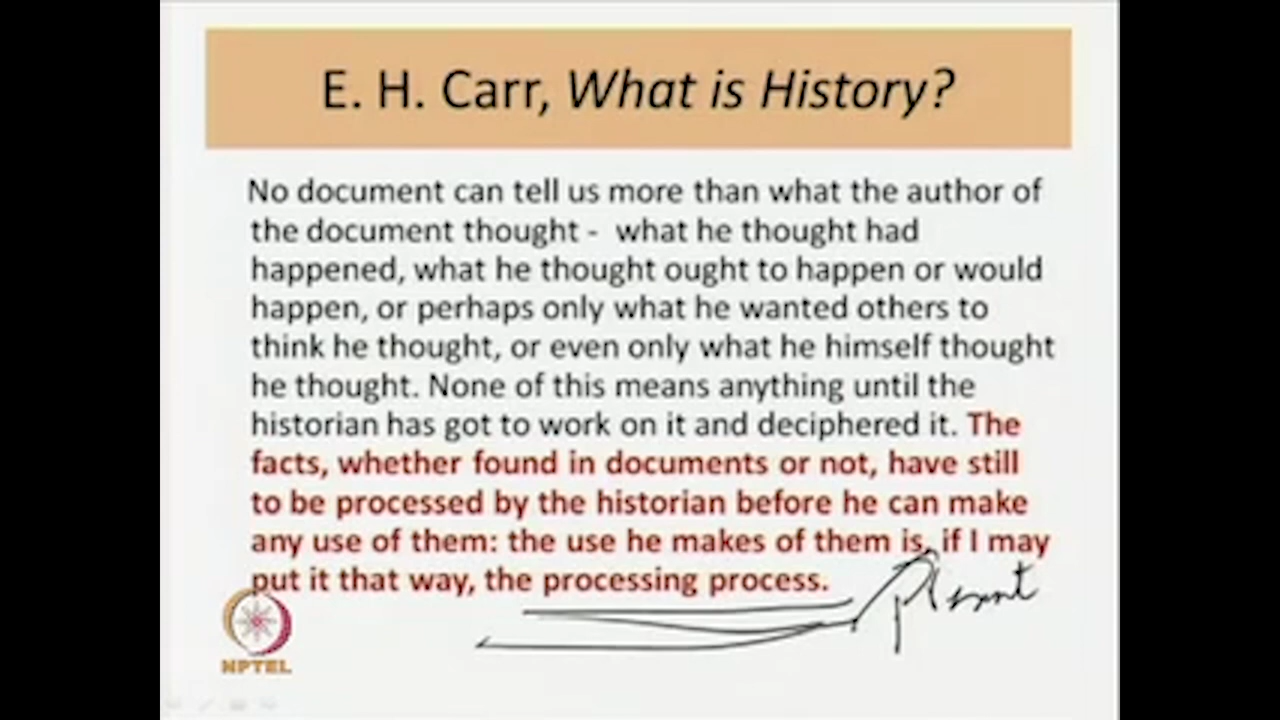 E. H. Carr, What is History?
No document can tell us more than what the author of
the document thought - what he thought had
happened, what he thought ought to happen or would
happen, or perhaps only what he wanted others to
think he thought, or even only what he himself thought
he thought. None of this means anything until the
historian has got to work on it and deciphered it. The
facts, whether found in documents or not, have still
to be processed by the historian before he can make
any use of them: the use he makes of them is, if I may
put it that way, the processing process.
NPTEL